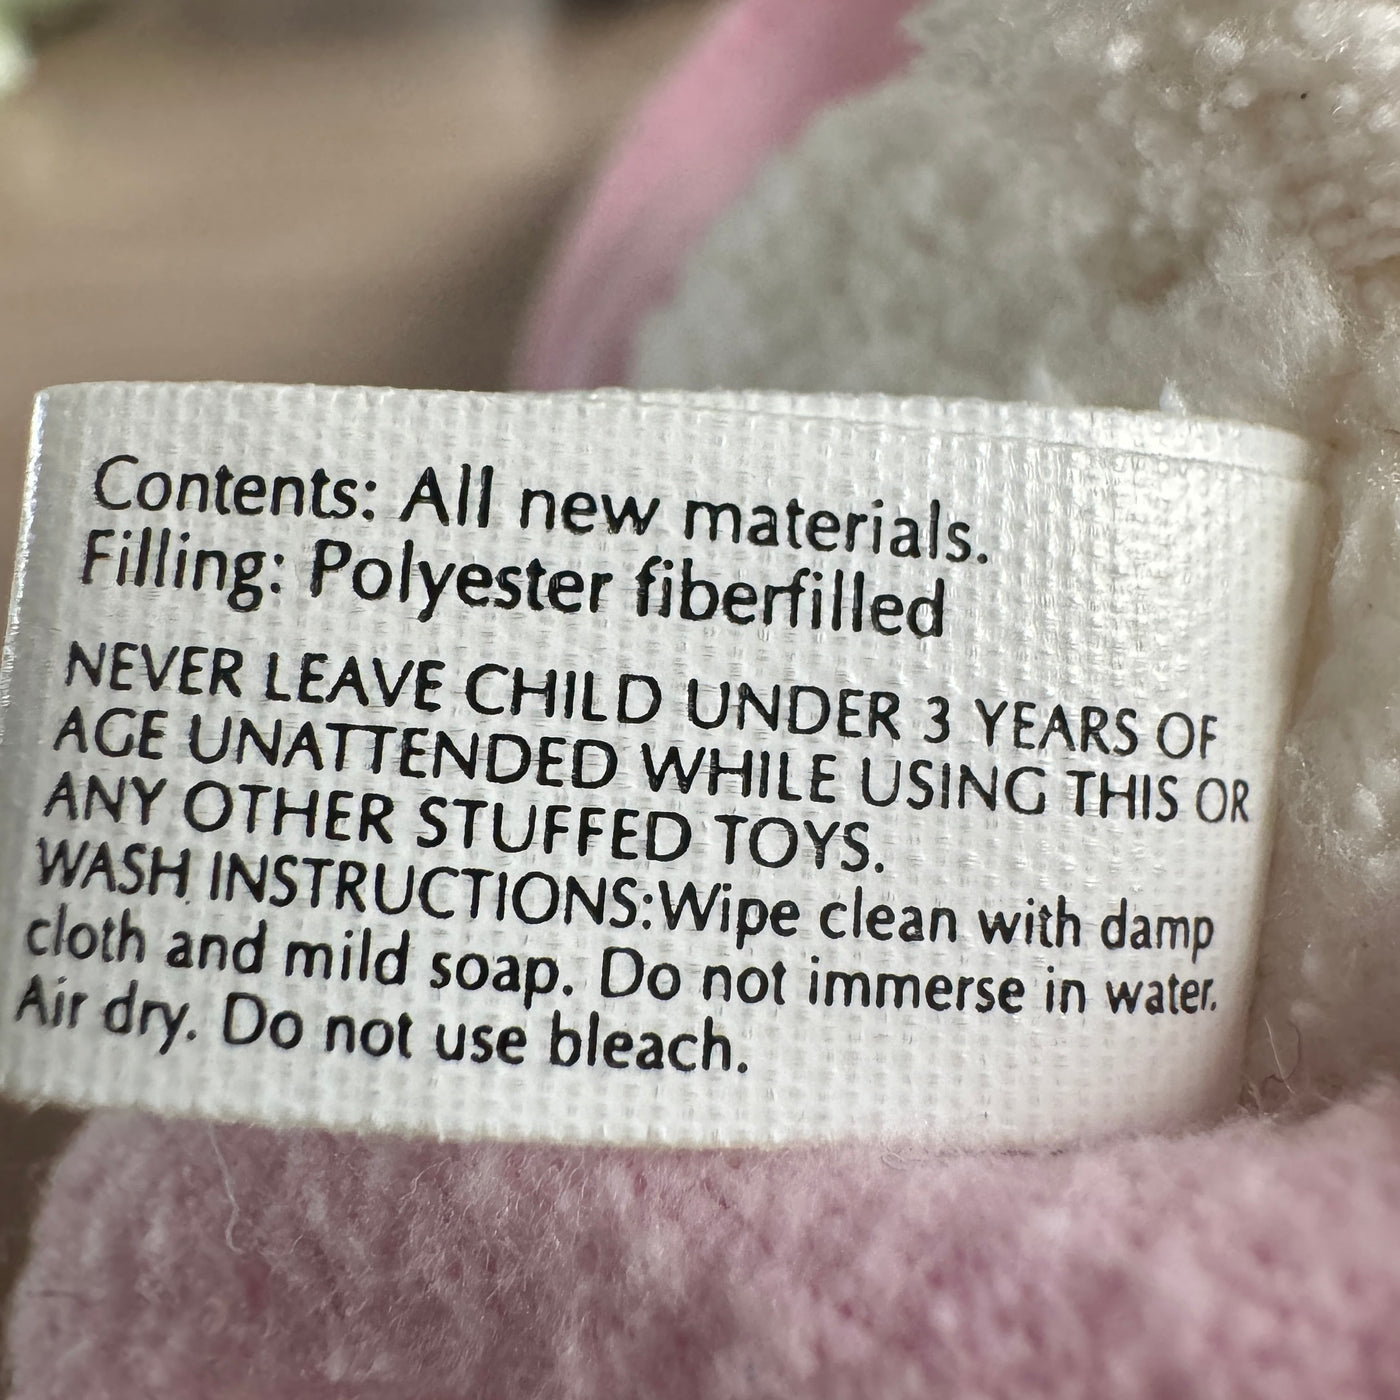 Contents: All new materials.
Filling: Polyester fiberfilled
NEVER LEAVE CHILD UNDER 3 YEARS OF
AGE UNATTENDED WHILE USING THIS OR
ANY OTHER STUFFED TOYS.
WASH INSTRUCTIONS:Wipe clean with damp
cloth and mild soap. Do not immerse in water.
Air dry. Do not use bleach.